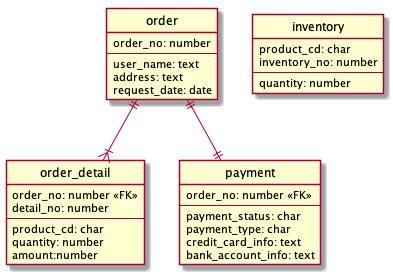 order
order_no: number
user_name: text
address: text
request_date: date
inventory
product_cd: char
inventory_no: number
quantity: number
order_detail
order_no: number «FK»
detail_no: number
product_cd: char
quantity: number
amount:number
payment
order_no: number «FK»
payment_status: char
payment_type: char
credit_card_info: text
bank_account_info: text